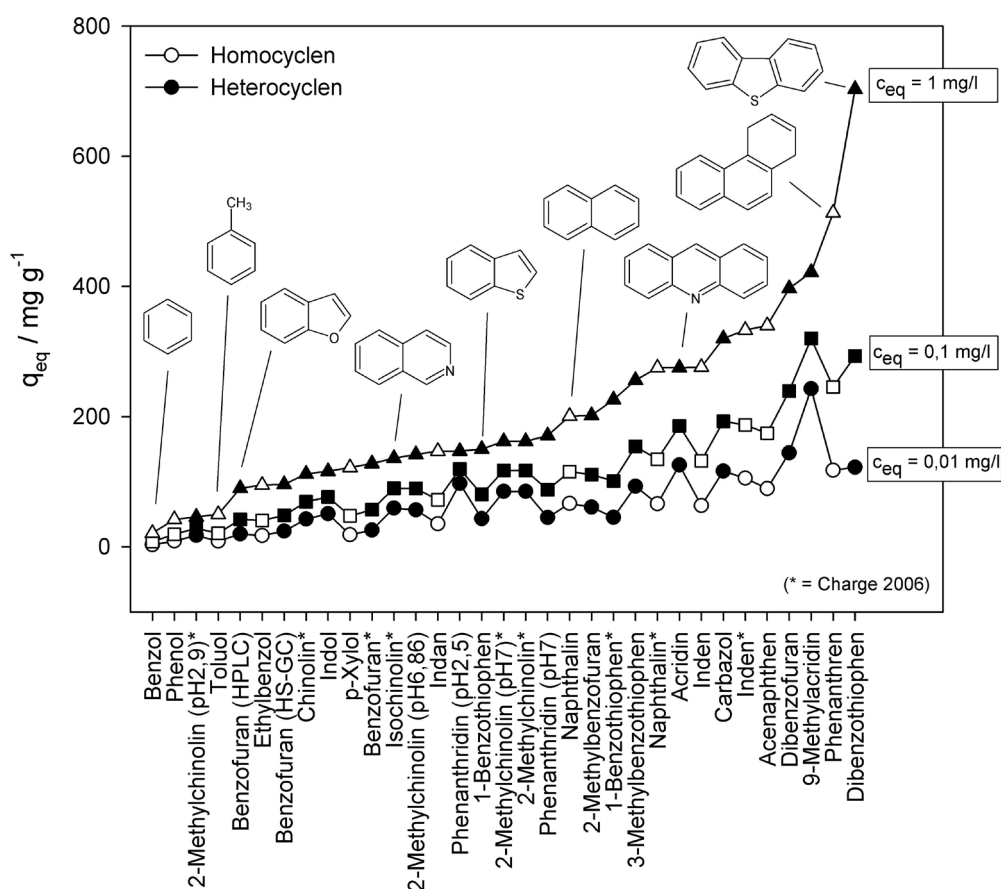 800
600
400
200
0
q_eq / mg g^-1
Homocyclen
Heterocyclen
CH3
O
N
S
N
S
c_eq = 1 mg/l
c_eq = 0,1 mg/l
c_eq = 0,01 mg/l
(* = Charge 2006)
Benzol
Phenol
2-Methylchinolin (pH2,9)*
Toluol
Benzofuran (HPLC)
Ethylbenzol
Benzofuran (HS-GC)
Chinolin*
Indol
p-Xylol
Benzofuran*
Isochinolin*
2-Methylchinolin (pH6,86)
Indan
Phenanthridin (pH2,5)
1-Benzothiophen
2-Methylchinolin (pH7)*
2-Methylchinolin*
Phenanthridin (pH7)
Naphthalin
2-Methylbenzofuran
1-Benzothiophen*
3-Methylbenzothiophen
Naphthalin*
Acridin
Inden
Carbazol
Inden*
Acenaphthen
Dibenzofuran
9-Methylacridin
Phenanthren
Dibenzothiophen